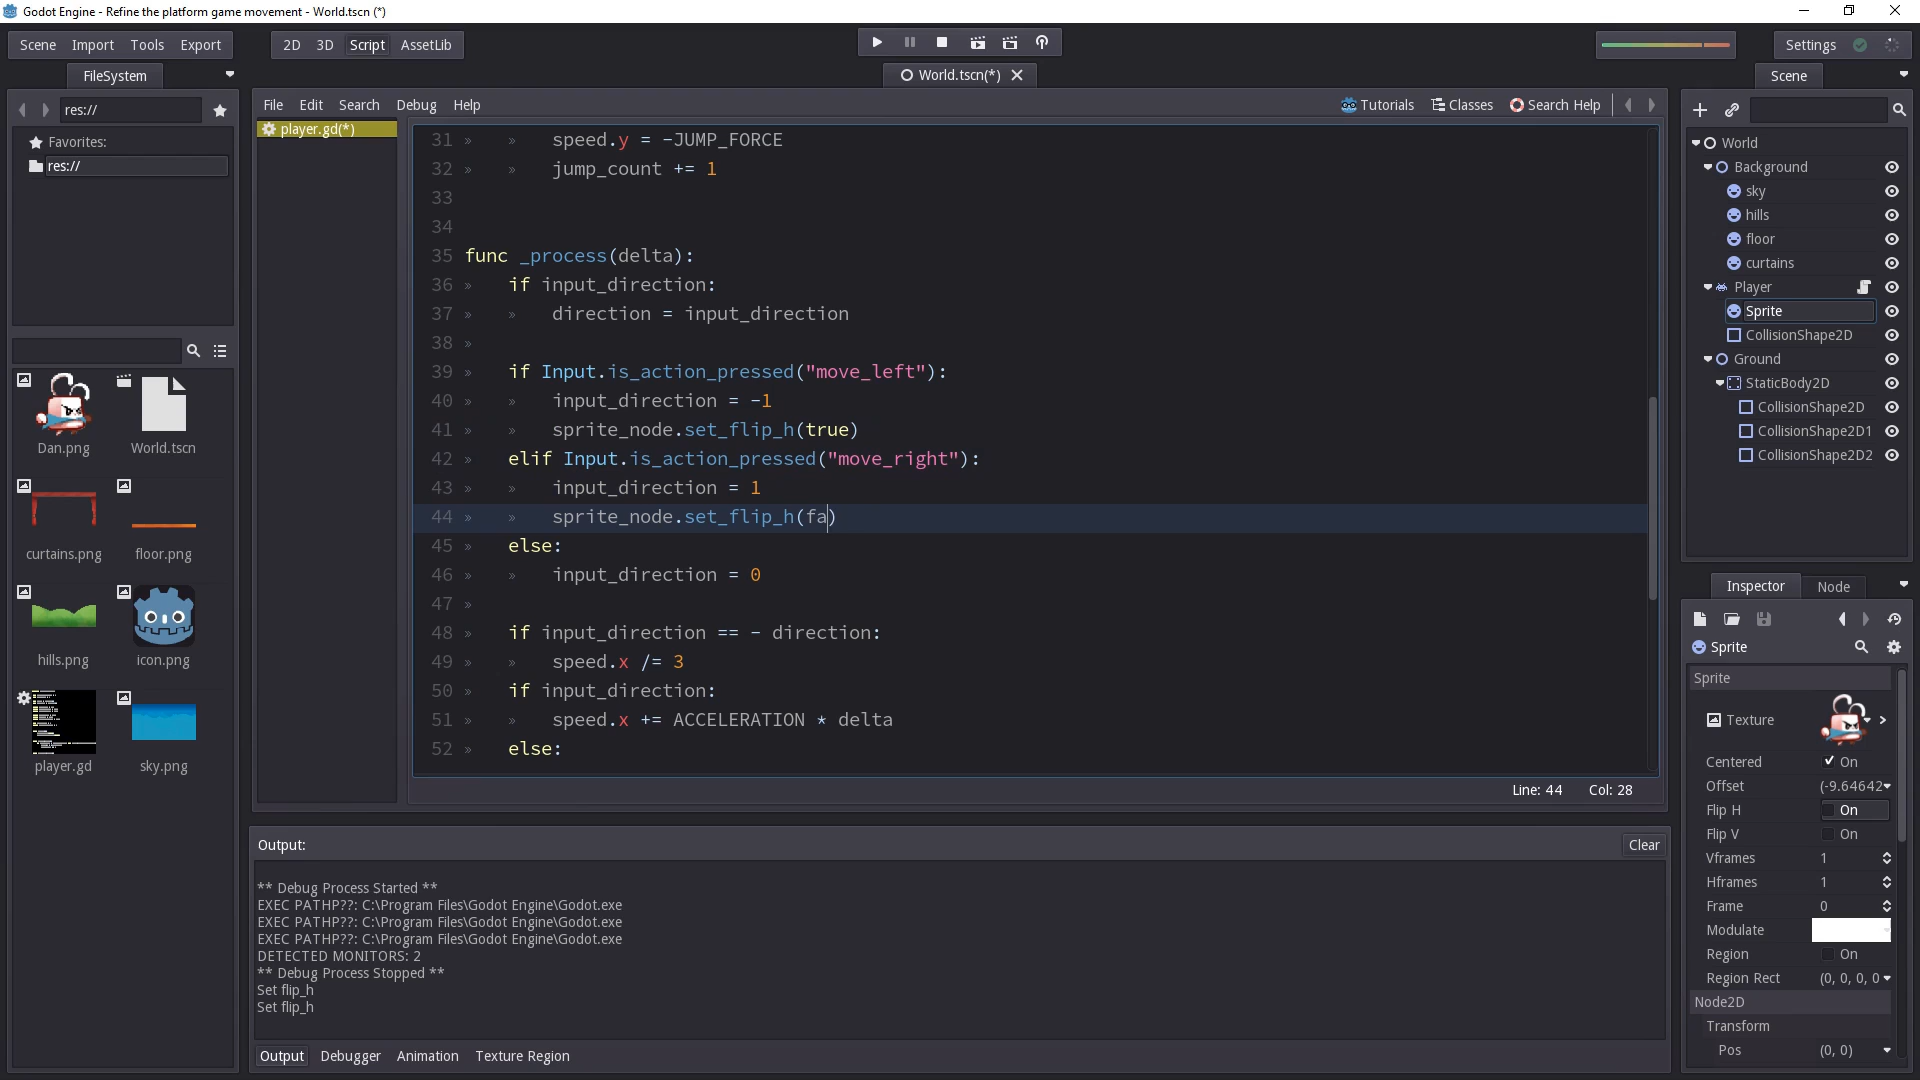 Godot Engine - Refine the platform game movement - World.tscn (*)
Scene Import Tools Export
2D 3D Script AssetLib
Settings
FileSystem
World.tscn(*)
Scene
res://
File Edit Search Debug Help
Tutorials Classes Search Help
Favorites:
res://
player.gd(*)
31 » » speed.y = -JUMP_FORCE
32 » » jump_count += 1
33
34
35 func _process(delta):
36 » if input_direction:
37 » » direction = input_direction
38 »
39 » if Input.is_action_pressed("move_left"):
40 » » input_direction = -1
41 » » sprite_node.set_flip_h(true)
42 » elif Input.is_action_pressed("move_right"):
43 » » input_direction = 1
44 » » sprite_node.set_flip_h(fa)
45 » else:
46 » » input_direction = 0
47 »
48 » if input_direction == - direction:
49 » » speed.x /= 3
50 » if input_direction:
51 » » speed.x += ACCELERATION * delta
52 » else:
Line: 44 Col: 28
World
Background
sky
hills
floor
curtains
Player
Sprite
CollisionShape2D
Ground
StaticBody2D
CollisionShape2D
CollisionShape2D1
CollisionShape2D2
Dan.png
World.tscn
curtains.png
floor.png
hills.png
icon.png
player.gd
sky.png
Inspector Node
Sprite
Sprite
Texture
Centered On
Offset (-9.64642
Flip H On
Flip V On
Vframes 1
Hframes 1
Frame 0
Modulate
Region On
Region Rect (0, 0, 0, 0
Node2D
Transform
Pos (0, 0)
Output:
Clear
** Debug Process Started **
EXEC PATHP??: C:\Program Files\Godot Engine\Godot.exe
EXEC PATHP??: C:\Program Files\Godot Engine\Godot.exe
EXEC PATHP??: C:\Program Files\Godot Engine\Godot.exe
DETECTED MONITORS: 2
** Debug Process Stopped **
Set flip_h
Set flip_h
Output Debugger Animation Texture Region